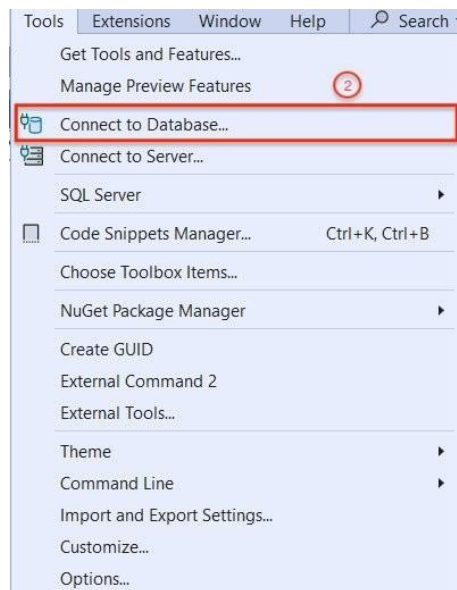 Tools Extensions Window Help Search
Get Tools and Features...
Manage Preview Features 2
Connect to Database...
Connect to Server...
SQL Server
Code Snippets Manager... Ctrl+K, Ctrl+B
Choose Toolbox Items...
NuGet Package Manager
Create GUID
External Command 2
External Tools...
Theme
Command Line
Import and Export Settings...
Customize...
Options...